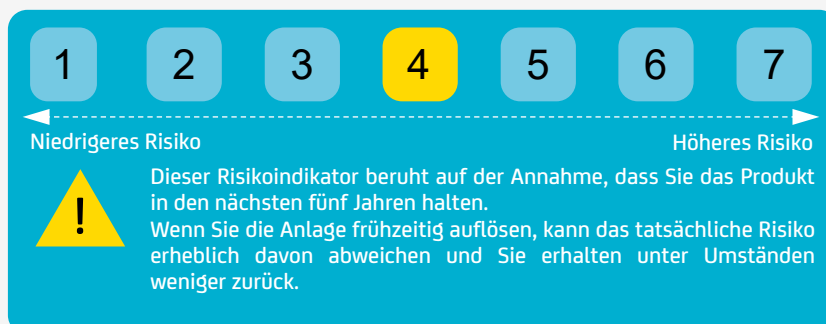 1 2 3 4 5 6 7
Niedrigeres Risiko Höheres Risiko
!
Dieser Risikoindikator beruht auf der Annahme, dass Sie das Produkt
in den nächsten fünf Jahren halten.
Wenn Sie die Anlage frühzeitig auflösen, kann das tatsächliche Risiko
erheblich davon abweichen und Sie erhalten unter Umständen
weniger zurück.